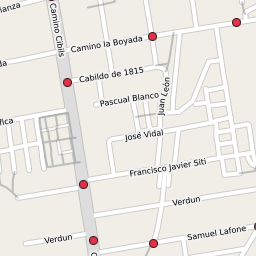 Camino Cibils
Camino la Boyada
Cabildo de 1815
Pascual Blanco
Juan León
José Vidal
Francisco Javier Siti
Verdun
Verdun
Samuel Lafone